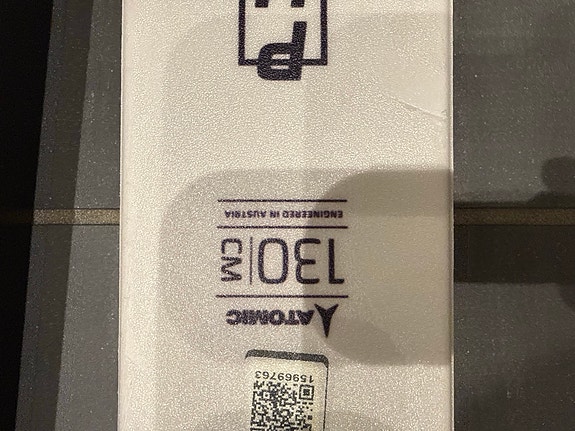 15969763
ATOMIC
130 CM
ENGINEERED IN AUSTRIA